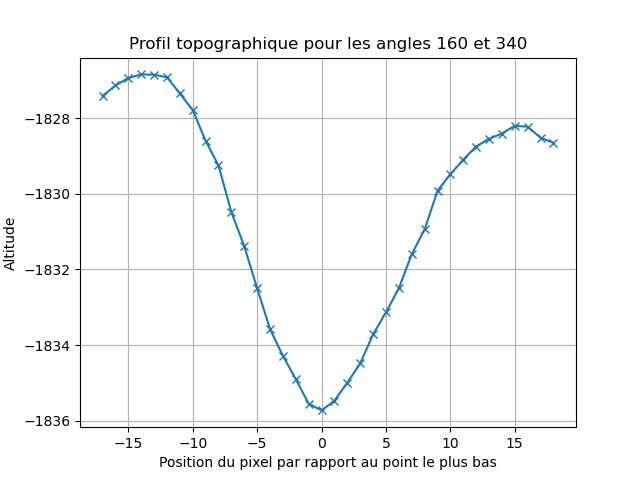 Profil topographique pour les angles 160 et 340
Altitude
−1828
−1830
−1832
−1834
−1836
−15 −10 −5 0 5 10 15
Position du pixel par rapport au point le plus bas